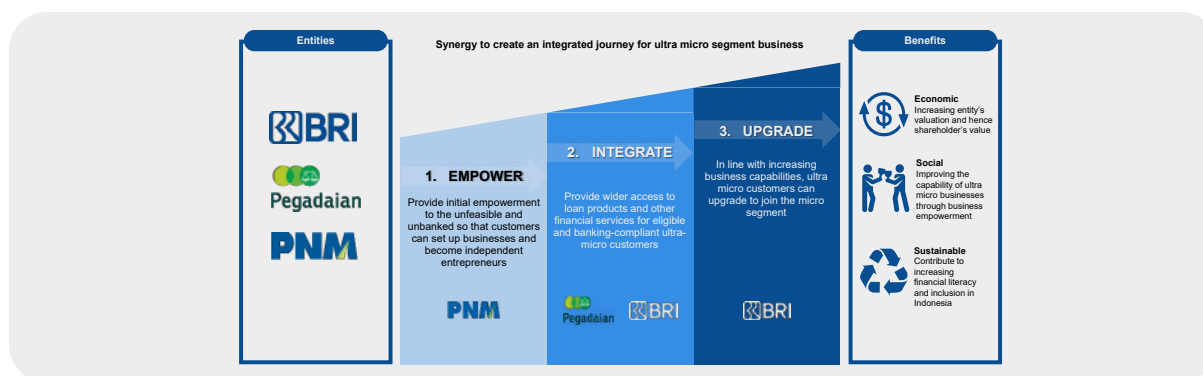 Entities
BRI
Pegadaian
PNM
Synergy to create an integrated journey for ultra micro segment business
1. EMPOWER
Provide initial empowerment
to the unfeasible and
unbanked so that customers
can set up businesses and
become independent
entrepreneurs
PNM
2. INTEGRATE
Provide wider access to
loan products and other
financial services for eligible
and banking-compliant ultra-
micro customers
Pegadaian
BRI
3. UPGRADE
In line with increasing
business capabilities, ultra
micro customers can
upgrade to join the micro
segment
BRI
Benefits
$
Economic
Increasing entity's
valuation and hence
shareholder's value
Social
Improving the
capability of ultra
micro businesses
through business
empowerment
Sustainable
Contribute to
increasing
financial literacy
and inclusion in
Indonesia